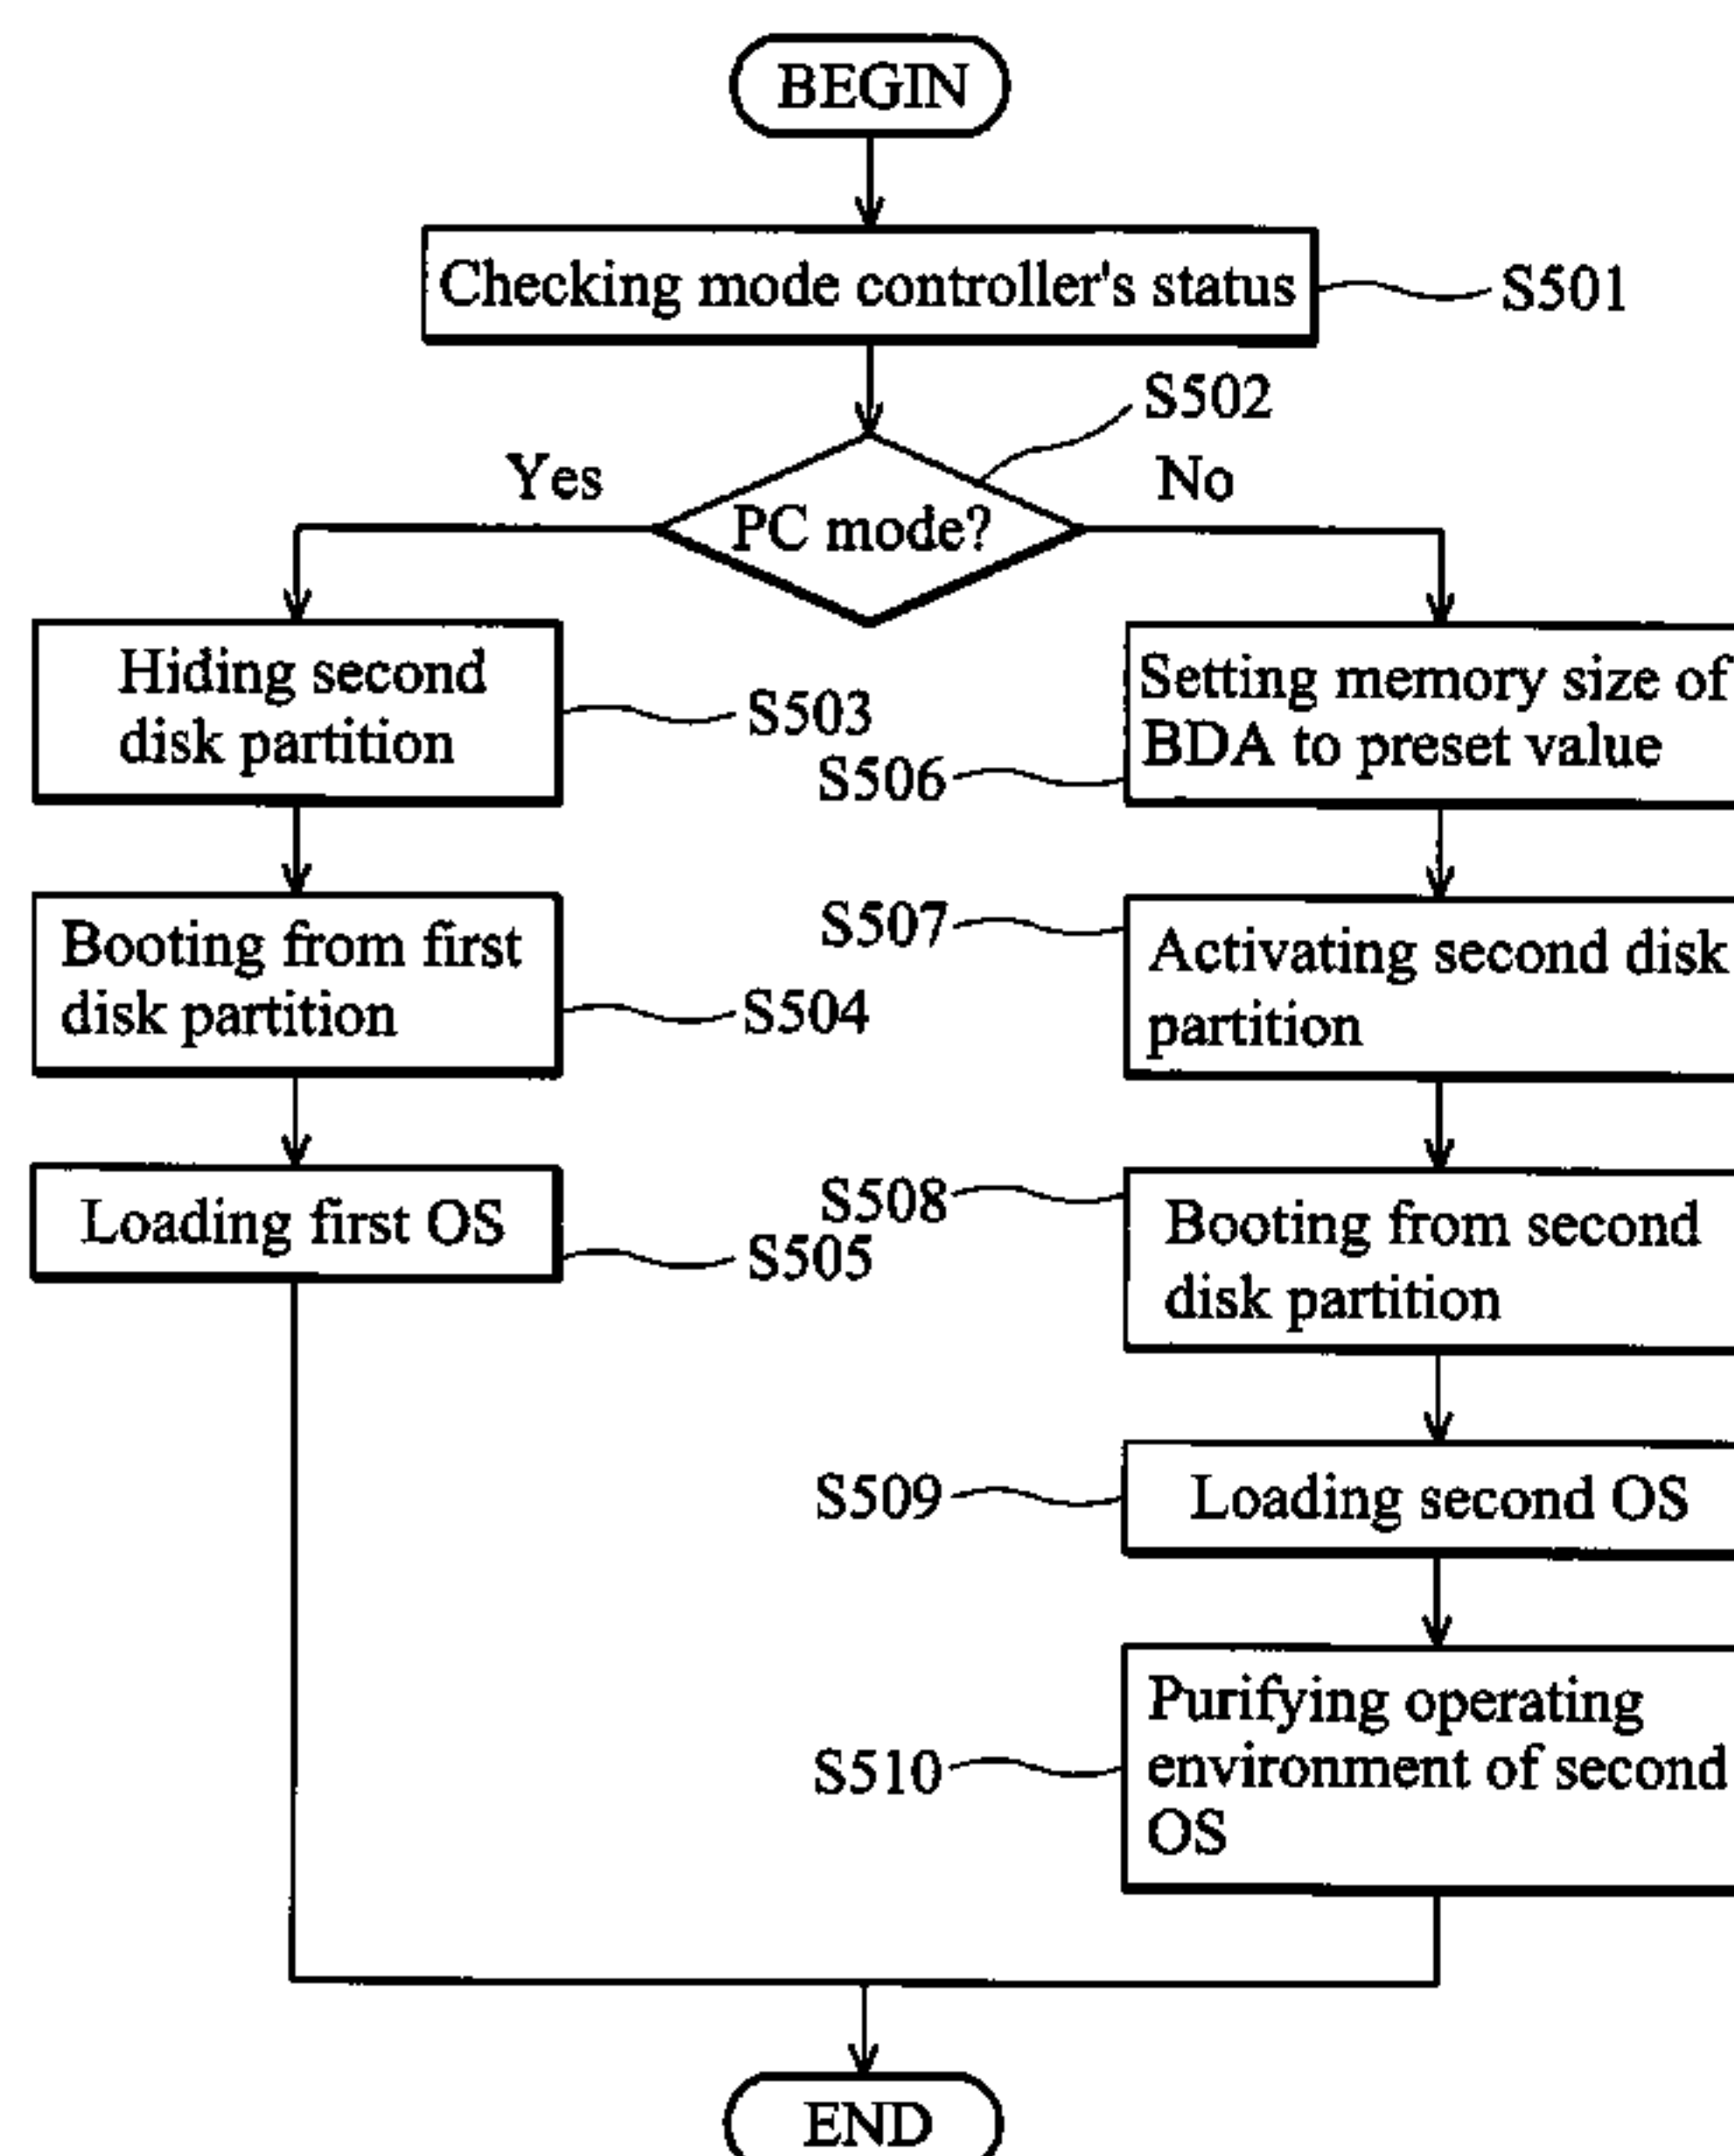 BEGIN
Checking mode controller's status
S501
S502
Yes
No
PC mode?
Hiding second
disk partition
S503
Setting memory size of
BDA to preset value
S506
Booting from first
disk partition
S504
S507
Activating second disk
partition
Loading first OS
S505
S508
Booting from second
disk partition
S509
Loading second OS
S510
Purifying operating
environment of second
OS
END